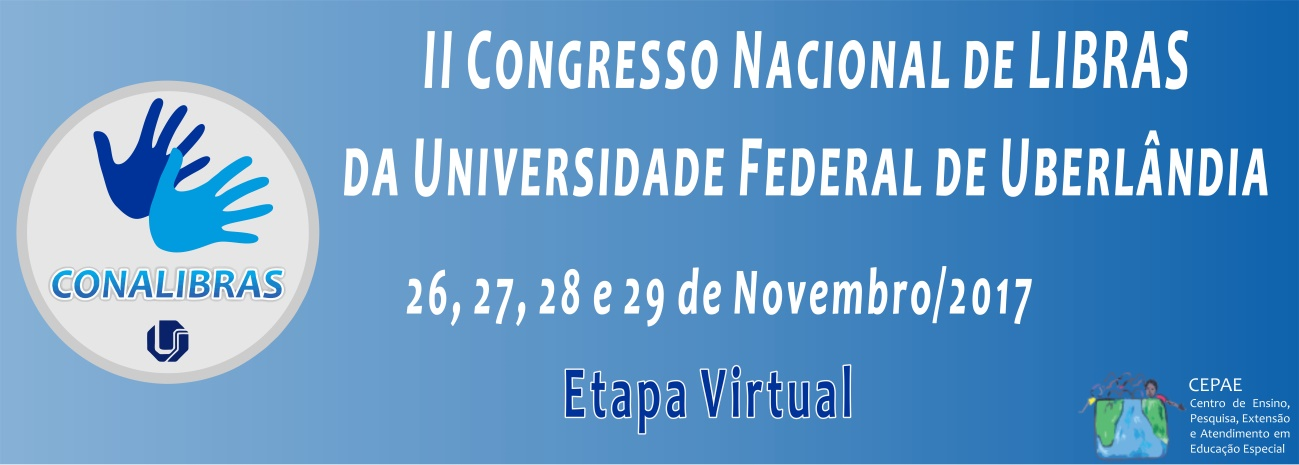 II CONGRESSO NACIONAL DE LIBRAS
DA UNIVERSIDADE FEDERAL DE UBERLÂNDIA
26, 27, 28 e 29 de Novembro/2017
Etapa Virtual
CONALIBRAS
CEPAE
Centro de Ensino,
Pesquisa, Extensão
e Atendimento em
Educação Especial